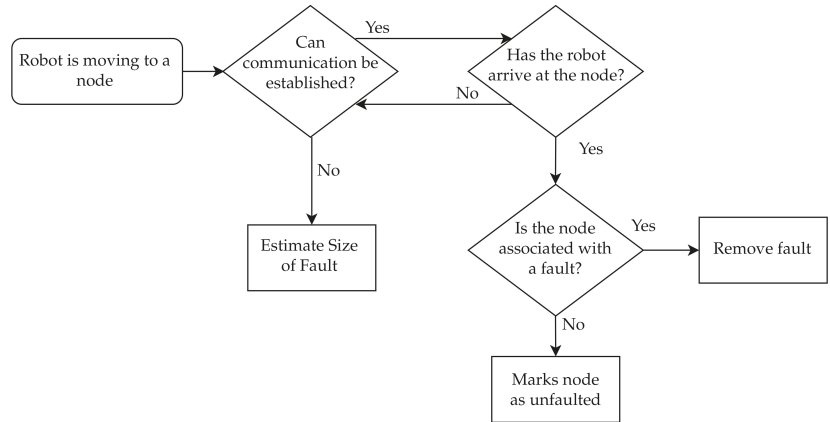 Robot is moving to a
node
Can
communication be
established?
Yes
Has the robot
arrive at the node?
No
No
Yes
Estimate Size
of Fault
Is the node
associated with
a fault?
Yes
Remove fault
No
Marks node
as unfaulted